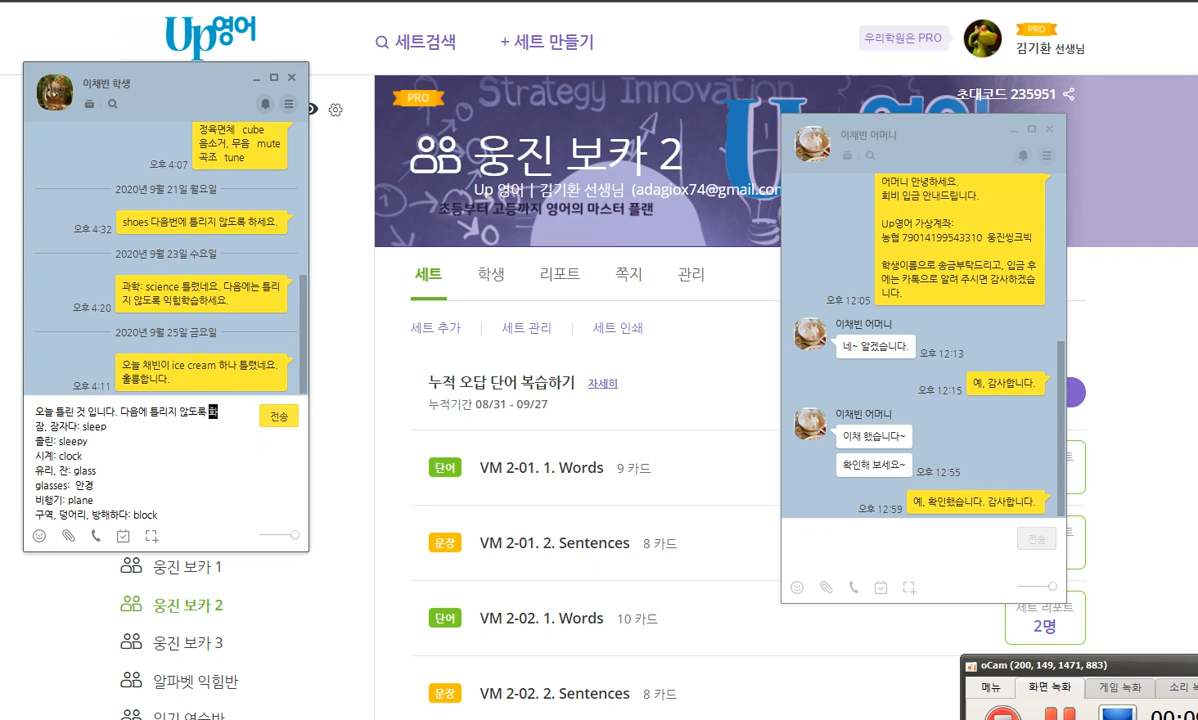 Up영어
세트검색
+ 세트 만들기
우리학원은 PRO
PRO
김기환 선생님
이채빈 학생
정육면체 cube
음소거, 무음 mute
곡조 tune
오후 4:07
2020년 9월 21일 월요일
shoes 다음번에 틀리지 않도록 하세요.
오후 4:32
2020년 9월 23일 수요일
과학: science 틀렸네요. 다음에는 틀리
지 않도록 익힘학습하세요.
오후 4:20
2020년 9월 25일 금요일
오늘 채빈이 ice cream 하나 틀렸네요.
훌륭합니다.
오후 4:11
오늘 틀린 것 입니다. 다음에 틀리지 않도록 화
전송
잠, 잠자다: sleep
졸린: sleepy
시계: clock
유리, 잔: glass
glasses: 안경
비행기: plane
구역, 덩어리, 방해하다: block
웅진 보카 1
웅진 보카 2
웅진 보카 3
알파벳 익힘반
읽기 연습반
PRO
Strategy Innovation
초대코드 235951
웅진 보카 2
Up 영어 | 김기환 선생님 (adagiox74@gmail.con
초등부터 고등까지 영어의 마스터 플랜
세트
학생
리포트
쪽지
관리
세트 추가
세트 관리
세트 인쇄
누적 오답 단어 복습하기 자세히
누적기간 08/31 - 09/27
단어 VM 2-01. 1. Words 9 카드
문장 VM 2-01. 2. Sentences 8 카드
단어 VM 2-02. 1. Words 10 카드
문장 VM 2-02. 2. Sentences 8 카드
이채빈 어머니
어머니 안녕하세요.
회비 입금 안내드립니다.
Up영어 가상계좌:
농협 79014199543310 웅진씽크빅
학생이름으로 송금부탁드리고, 입금 후
에는 카톡으로 알려 주시면 감사하겠습
니다.
오후 12:05
이채빈 어머니
네~ 알겠습니다.
오후 12:13
예, 감사합니다.
오후 12:15
이채빈 어머니
이채 했습니다~
확인해 보세요~
오후 12:55
예, 확인했습니다. 감사합니다.
오후 12:59
전송
세트 리포트
2명
oCam (200, 149, 1471, 883)
메뉴
화면 녹화
게임 녹화
소리 녹